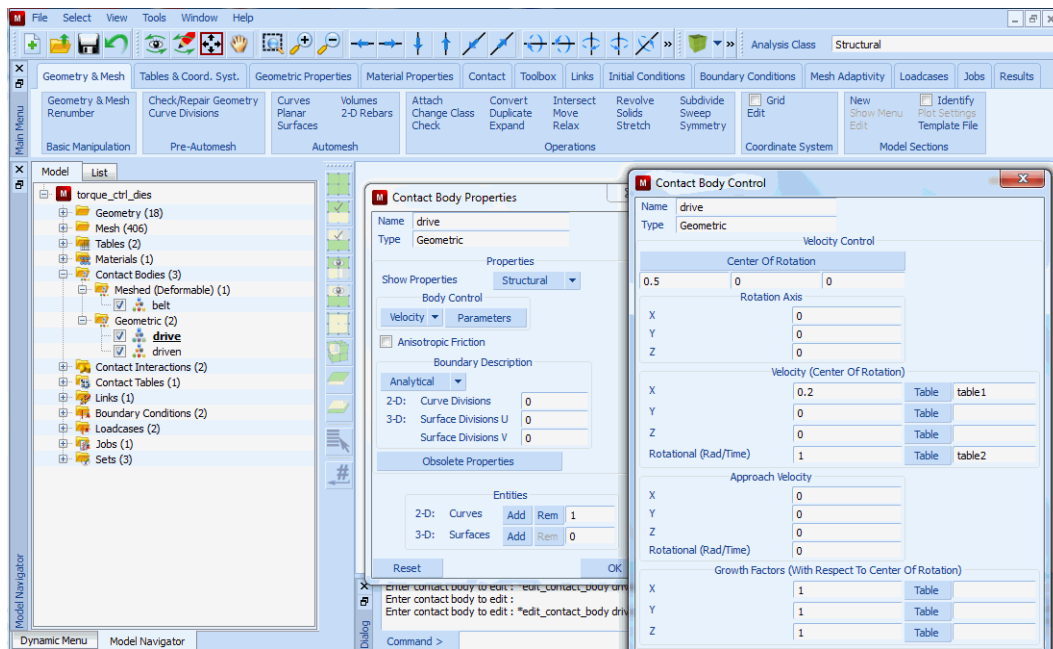 File Select View Tools Window Help
» » Analysis Class Structural
Main Menu
Geometry & Mesh Tables & Coord. Syst. Geometric Properties Material Properties Contact Toolbox Links Initial Conditions Boundary Conditions Mesh Adaptivity Loadcases Jobs Results
Geometry & Mesh Check/Repair Geometry Curves Volumes Attach Convert Intersect Revolve Subdivide Grid New Identify
Renumber Curve Divisions Planar 2-D Rebars Change Class Duplicate Move Solids Sweep Edit Show Menu Plot Settings
Surfaces Check Expand Relax Stretch Symmetry Edit Template File
Basic Manipulation Pre-Automesh Automesh Operations Coordinate System Model Sections
Model Navigator
Model List
torque_ctrl_dies
Geometry (18)
Mesh (406)
Tables (2)
Materials (1)
Contact Bodies (3)
Meshed (Deformable) (1)
belt
Geometric (2)
drive
driven
Contact Interactions (2)
Contact Tables (1)
Links (1)
Boundary Conditions (2)
Loadcases (2)
Jobs (1)
Sets (3)
Dynamic Menu Model Navigator
Contact Body Properties
Name drive
Type Geometric
Properties
Show Properties Structural
Body Control
Velocity Parameters
Anisotropic Friction
Boundary Description
Analytical
2-D: Curve Divisions 0
3-D: Surface Divisions U 0
Surface Divisions V 0
Obsolete Properties
Entities
2-D: Curves Add Rem 1
3-D: Surfaces Add Rem 0
Reset OK
Dialog
Enter contact body to edit : *edit_contact_body driv
Enter contact body to edit :
Enter contact body to edit : *edit_contact_body driv
Command >
Contact Body Control
Name drive
Type Geometric
Velocity Control
Center Of Rotation
0.5 0 0
Rotation Axis
X 0
Y 0
Z 0
Velocity (Center Of Rotation)
X 0.2 Table table1
Y 0 Table
Z 0 Table
Rotational (Rad/Time) 1 Table table2
Approach Velocity
X 0
Y 0
Z 0
Rotational (Rad/Time) 0
Growth Factors (With Respect To Center Of Rotation)
X 1 Table
Y 1 Table
Z 1 Table